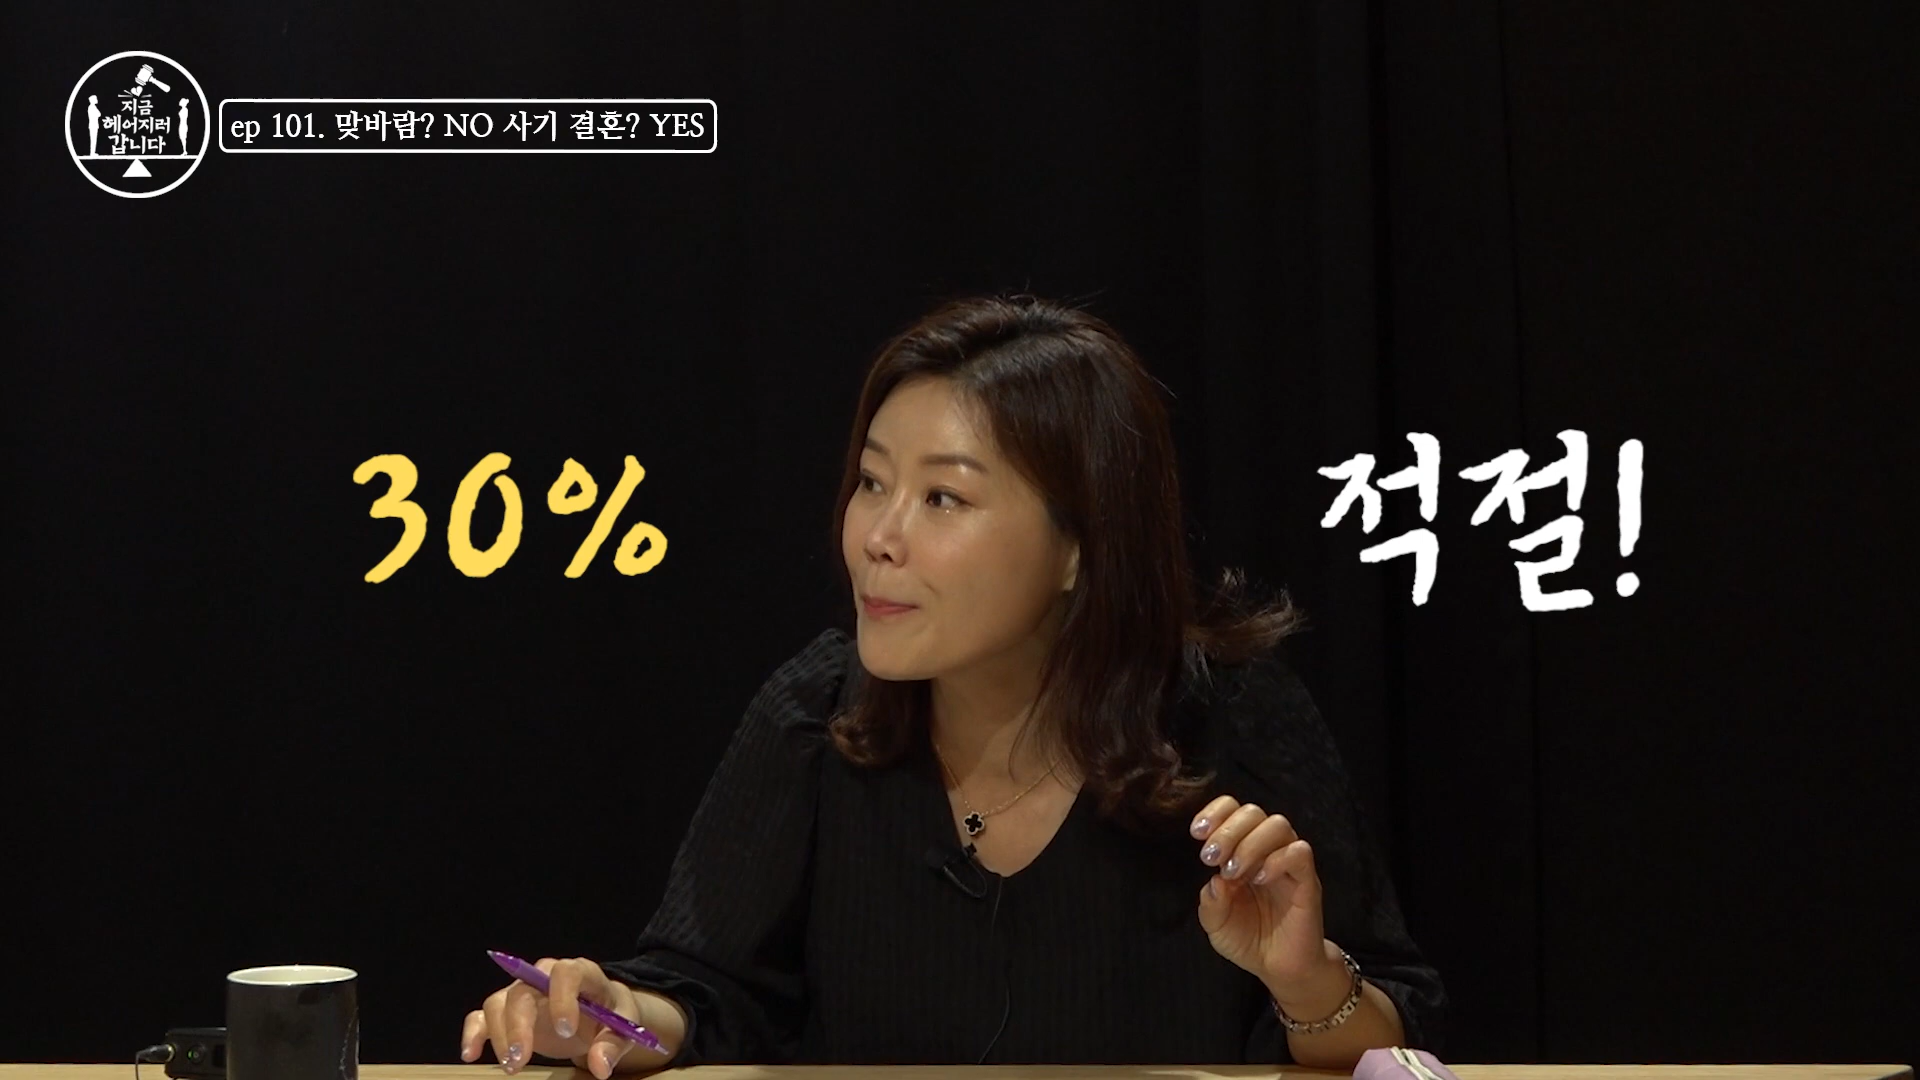 지금
헤어지러
갑니다
ep 101. 맞바람? NO 사기 결혼? YES
30% 적절!